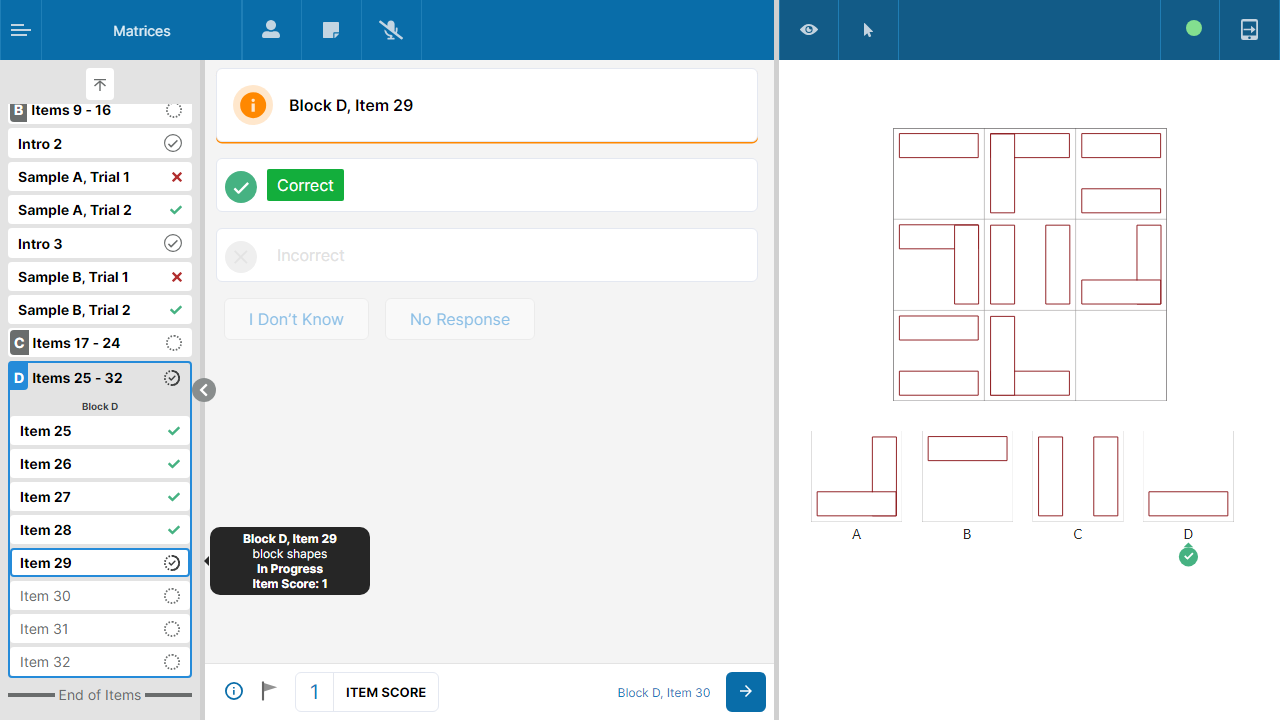 Matrices
B Items 9 - 16
Intro 2
Sample A, Trial 1
Sample A, Trial 2
Intro 3
Sample B, Trial 1
Sample B, Trial 2
C Items 17 - 24
D Items 25 - 32
Block D
Item 25
Item 26
Item 27
Item 28
Item 29
Item 30
Item 31
Item 32
End of Items
Block D, Item 29
Correct
Incorrect
I Don't Know
No Response
Block D, Item 29
block shapes
In Progress
Item Score: 1
1 ITEM SCORE
Block D, Item 30
A B C D